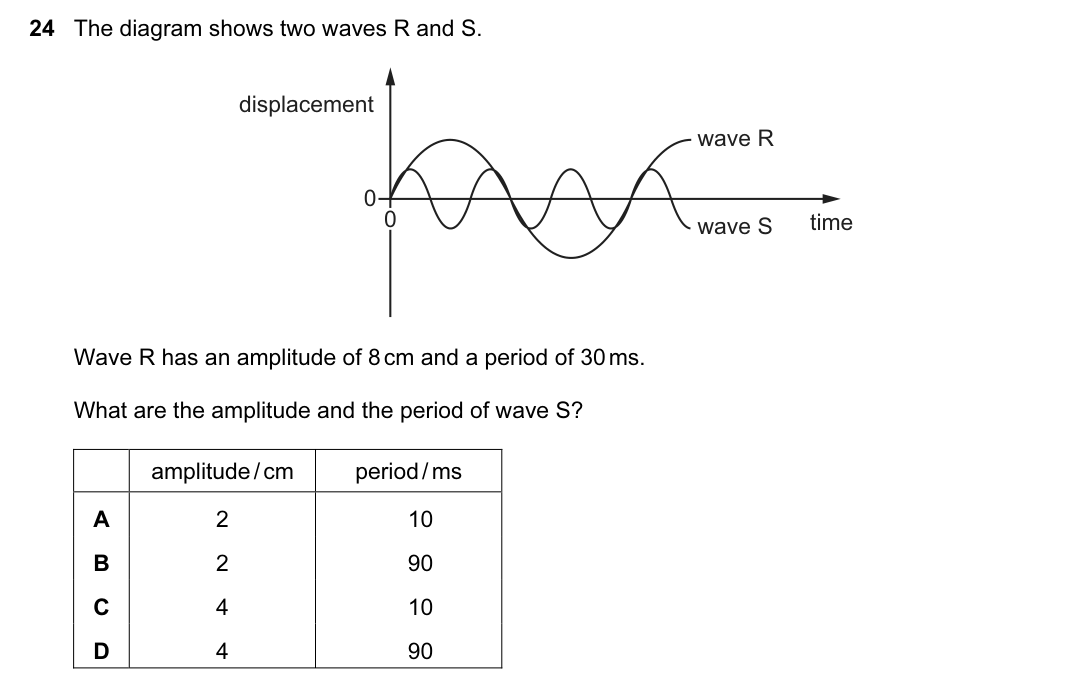 24 The diagram shows two waves R and S.
displacement
wave R
0
0
wave S
time
Wave R has an amplitude of 8 cm and a period of 30 ms.
What are the amplitude and the period of wave S?
amplitude / cm period / ms
A 2 10
B 2 90
C 4 10
D 4 90